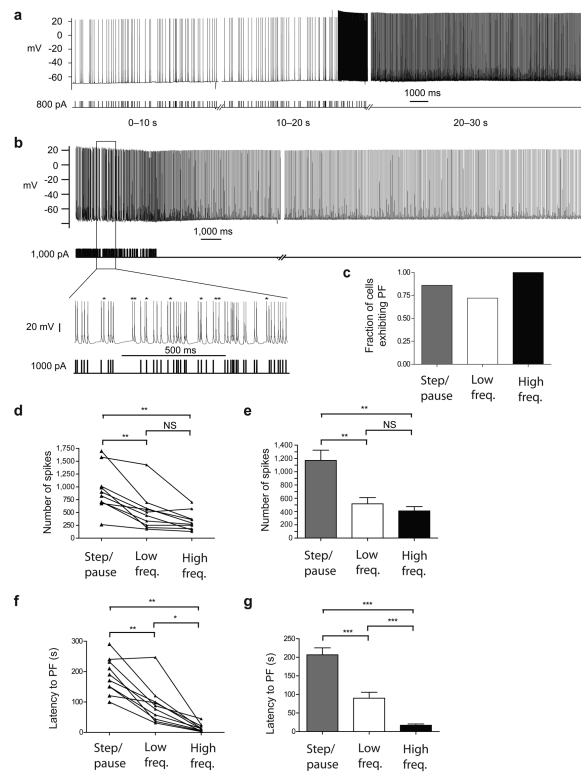 a
20
0
-20
-40
-60
mV
800 pA
1000 ms
0–10 s
10–20 s
20–30 s
b
20
0
-20
-40
-60
mV
1,000 ms
1,000 pA
* ** * * * ** *
20 mV
500 ms
1000 pA
c
1.00
0.75
0.50
0.25
0.00
Fraction of cells
exhibiting PF
Step/
pause
Low
freq.
High
freq.
d
**
** NS
1,750
1,500
1,250
1,000
750
500
250
0
Number of spikes
Step/
pause
Low
freq.
High
freq.
e
**
** NS
1,400
1,200
1,000
800
600
400
200
0
Number of spikes
Step/
pause
Low
freq.
High
freq.
f
**
** *
300
200
100
0
Latency to PF (s)
Step/
pause
Low
freq.
High
freq.
g
***
*** ***
250
200
150
100
50
0
Latency to PF (s)
Step/
pause
Low
freq.
High
freq.